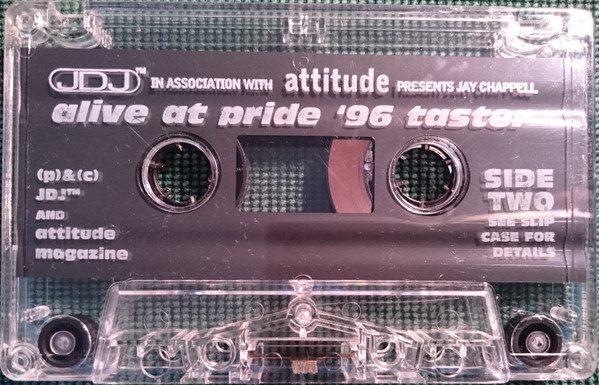 JDJ™ IN ASSOCIATION WITH attitude PRESENTS JAY CHAPPELL
alive at pride '96 taster
(p)&(c)
JDJ™
AND
attitude
magazine
SIDE
TWO
SEE SLIP
CASE FOR
DETAILS